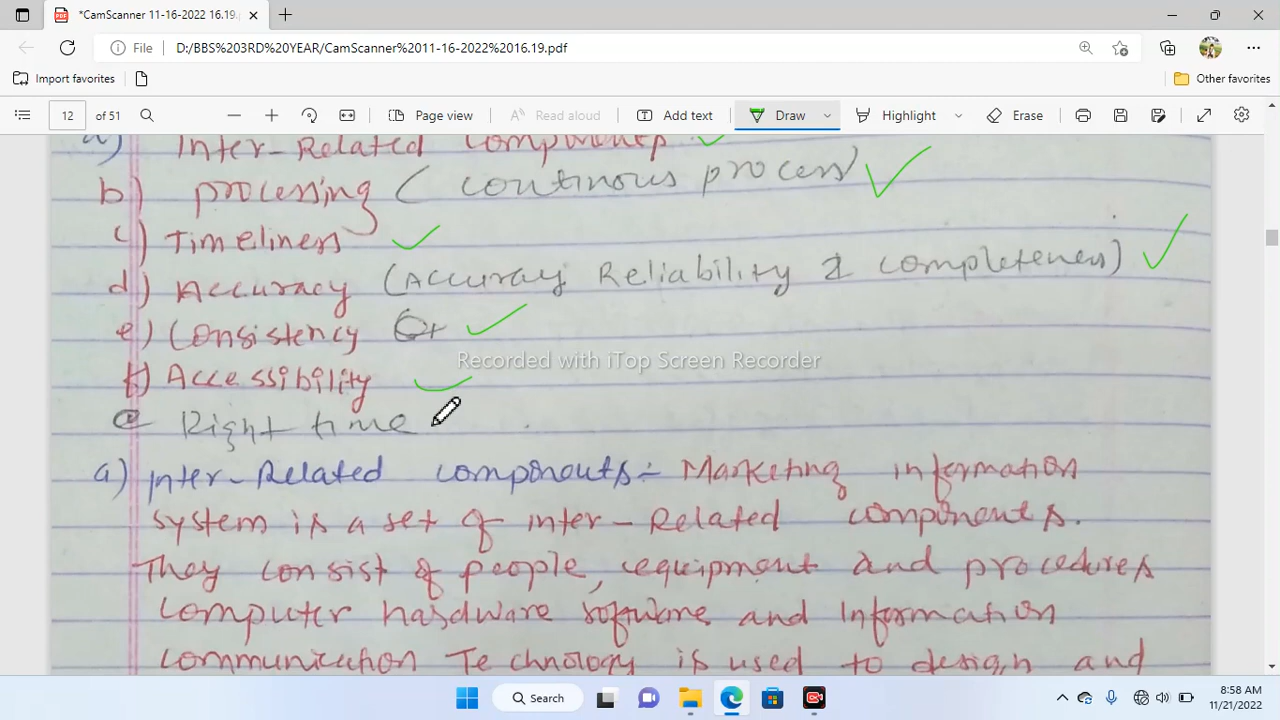 *CamScanner 11-16-2022 16.19.p
File D:/BBS%203RD%20YEAR/CamScanner%2011-16-2022%2016.19.pdf
Import favorites Other favorites
12 of 51 Page view Read aloud Add text Draw Highlight Erase
a) Inter-Related components
b) processing ( continous process)
c) Timeliness
d) Accuracy (Accuracy Reliability & completeness)
e) Consistency
Recorded with iTop Screen Recorder
f) Accessibility
Right time
a) Inter-Related components:- Marketing information
system is a set of inter-Related components.
They consist of people, equipment and procedures
computer hardware software and information
communication Technology is used to design and
Search
8:58 AM
11/21/2022